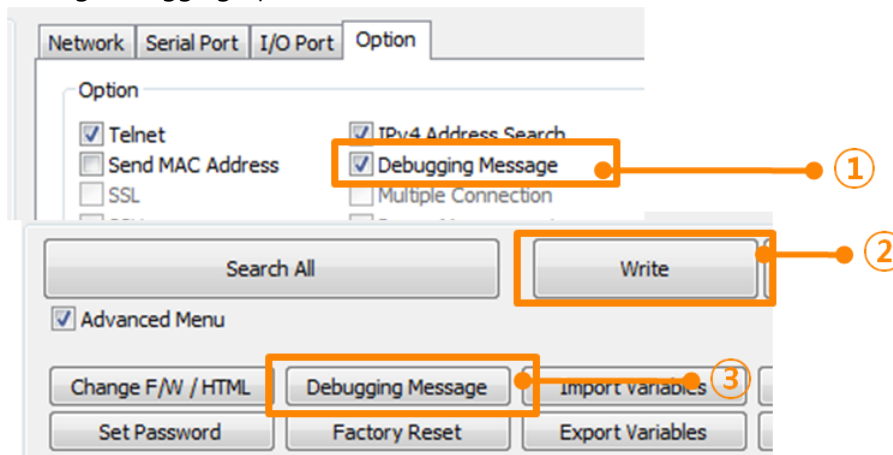 Network Serial Port I/O Port Option
Option
Telnet IPv4 Address Search
Send MAC Address Debugging Message ①
SSL Multiple Connection
Search All Write ②
Advanced Menu
Change F/W / HTML Debugging Message Import Variables ③
Set Password Factory Reset Export Variables